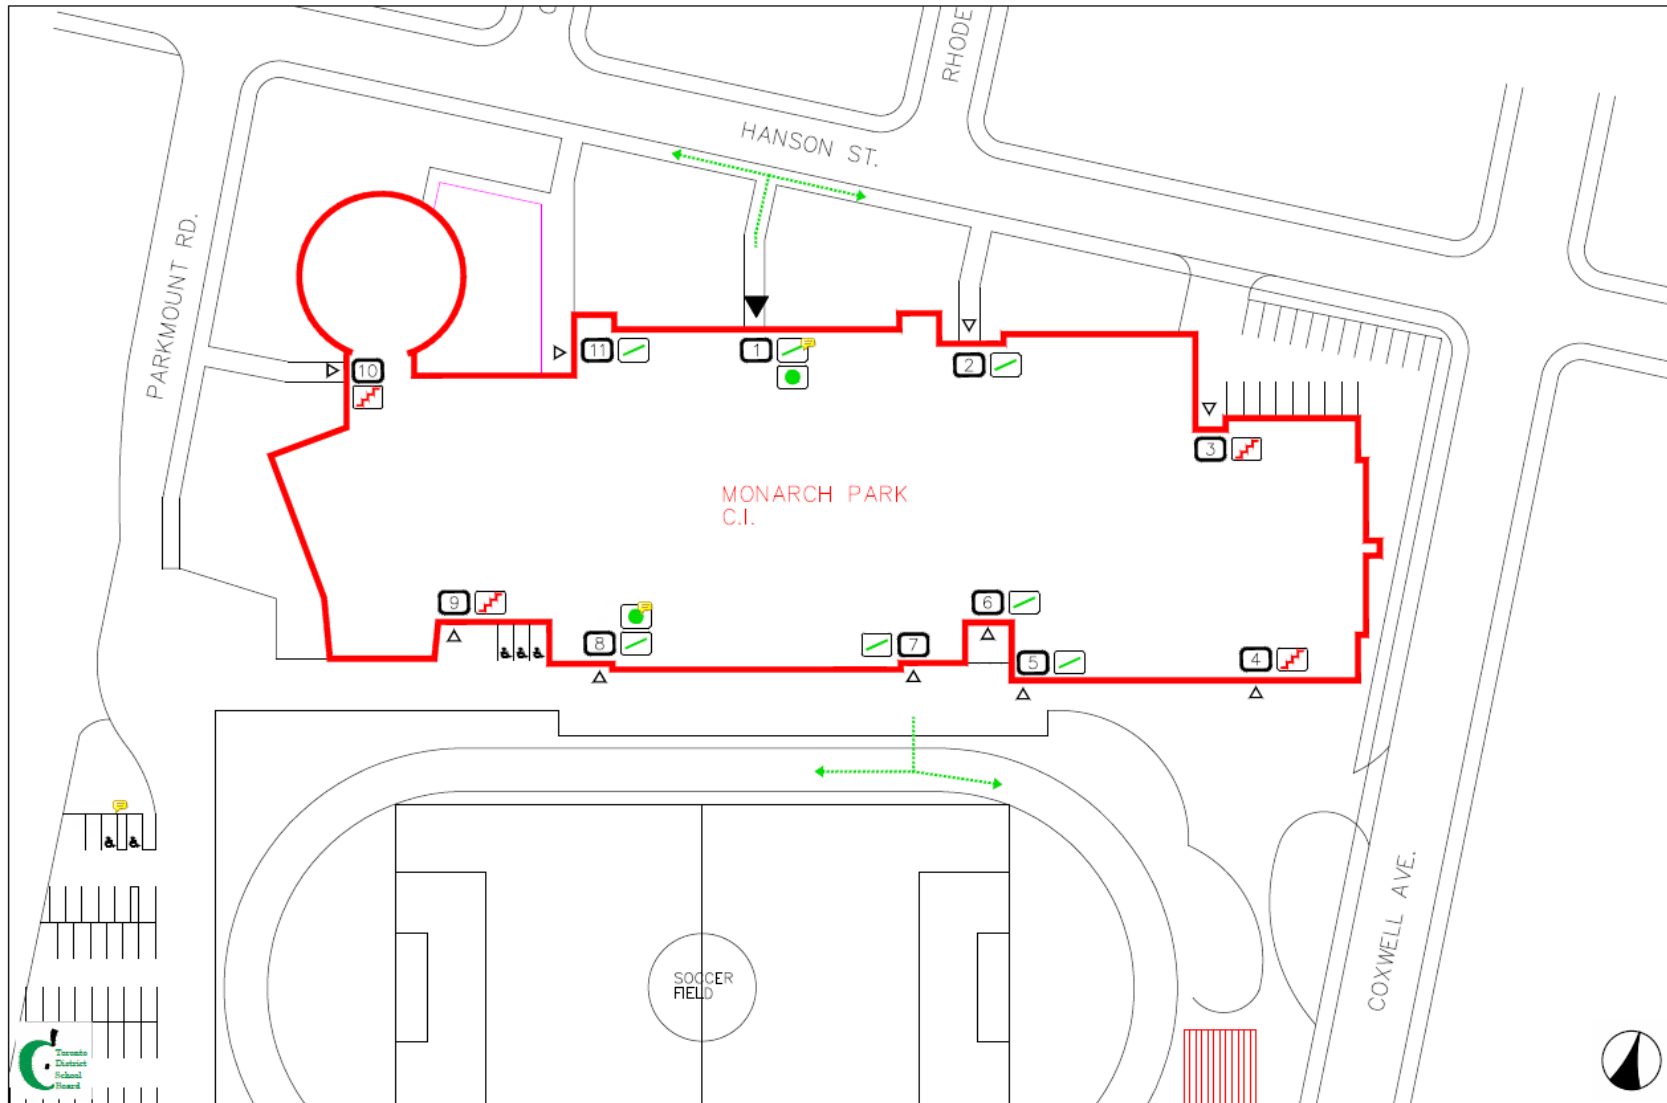 RHODE
HANSON ST.
PARKMOUNT RD.
11
1
2
10
3
MONARCH PARK
C.I.
9
6
8
7
5
4
COXWELL AVE.
SOCCER
FIELD
Toronto
District
School
Board